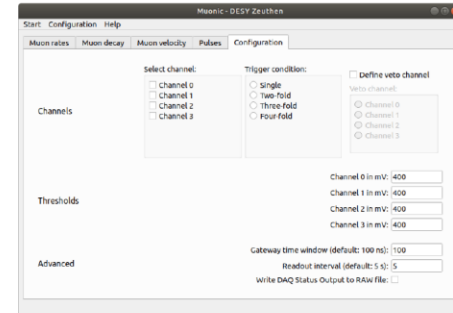 Muonic - DESY Zeuthen
Start Configuration Help
Muon rates Muon decay Muon velocity Pulses Configuration
Select channel: Trigger condition: Define veto channel
Veto channel:
Channel 0 Single Channel 0
Channel 1 Two-fold Channel 1
Channels Channel 2 Three-fold Channel 2
Channel 3 Four-fold Channel 3
Channel 0 in mV: 400
Channel 1 in mV: 400
Thresholds
Channel 2 in mV: 400
Channel 3 in mV: 400
Gateway time window (default: 100 ns): 100
Advanced Readout interval (default: 5 s): 5
Write DAQ Status Output to RAW file: